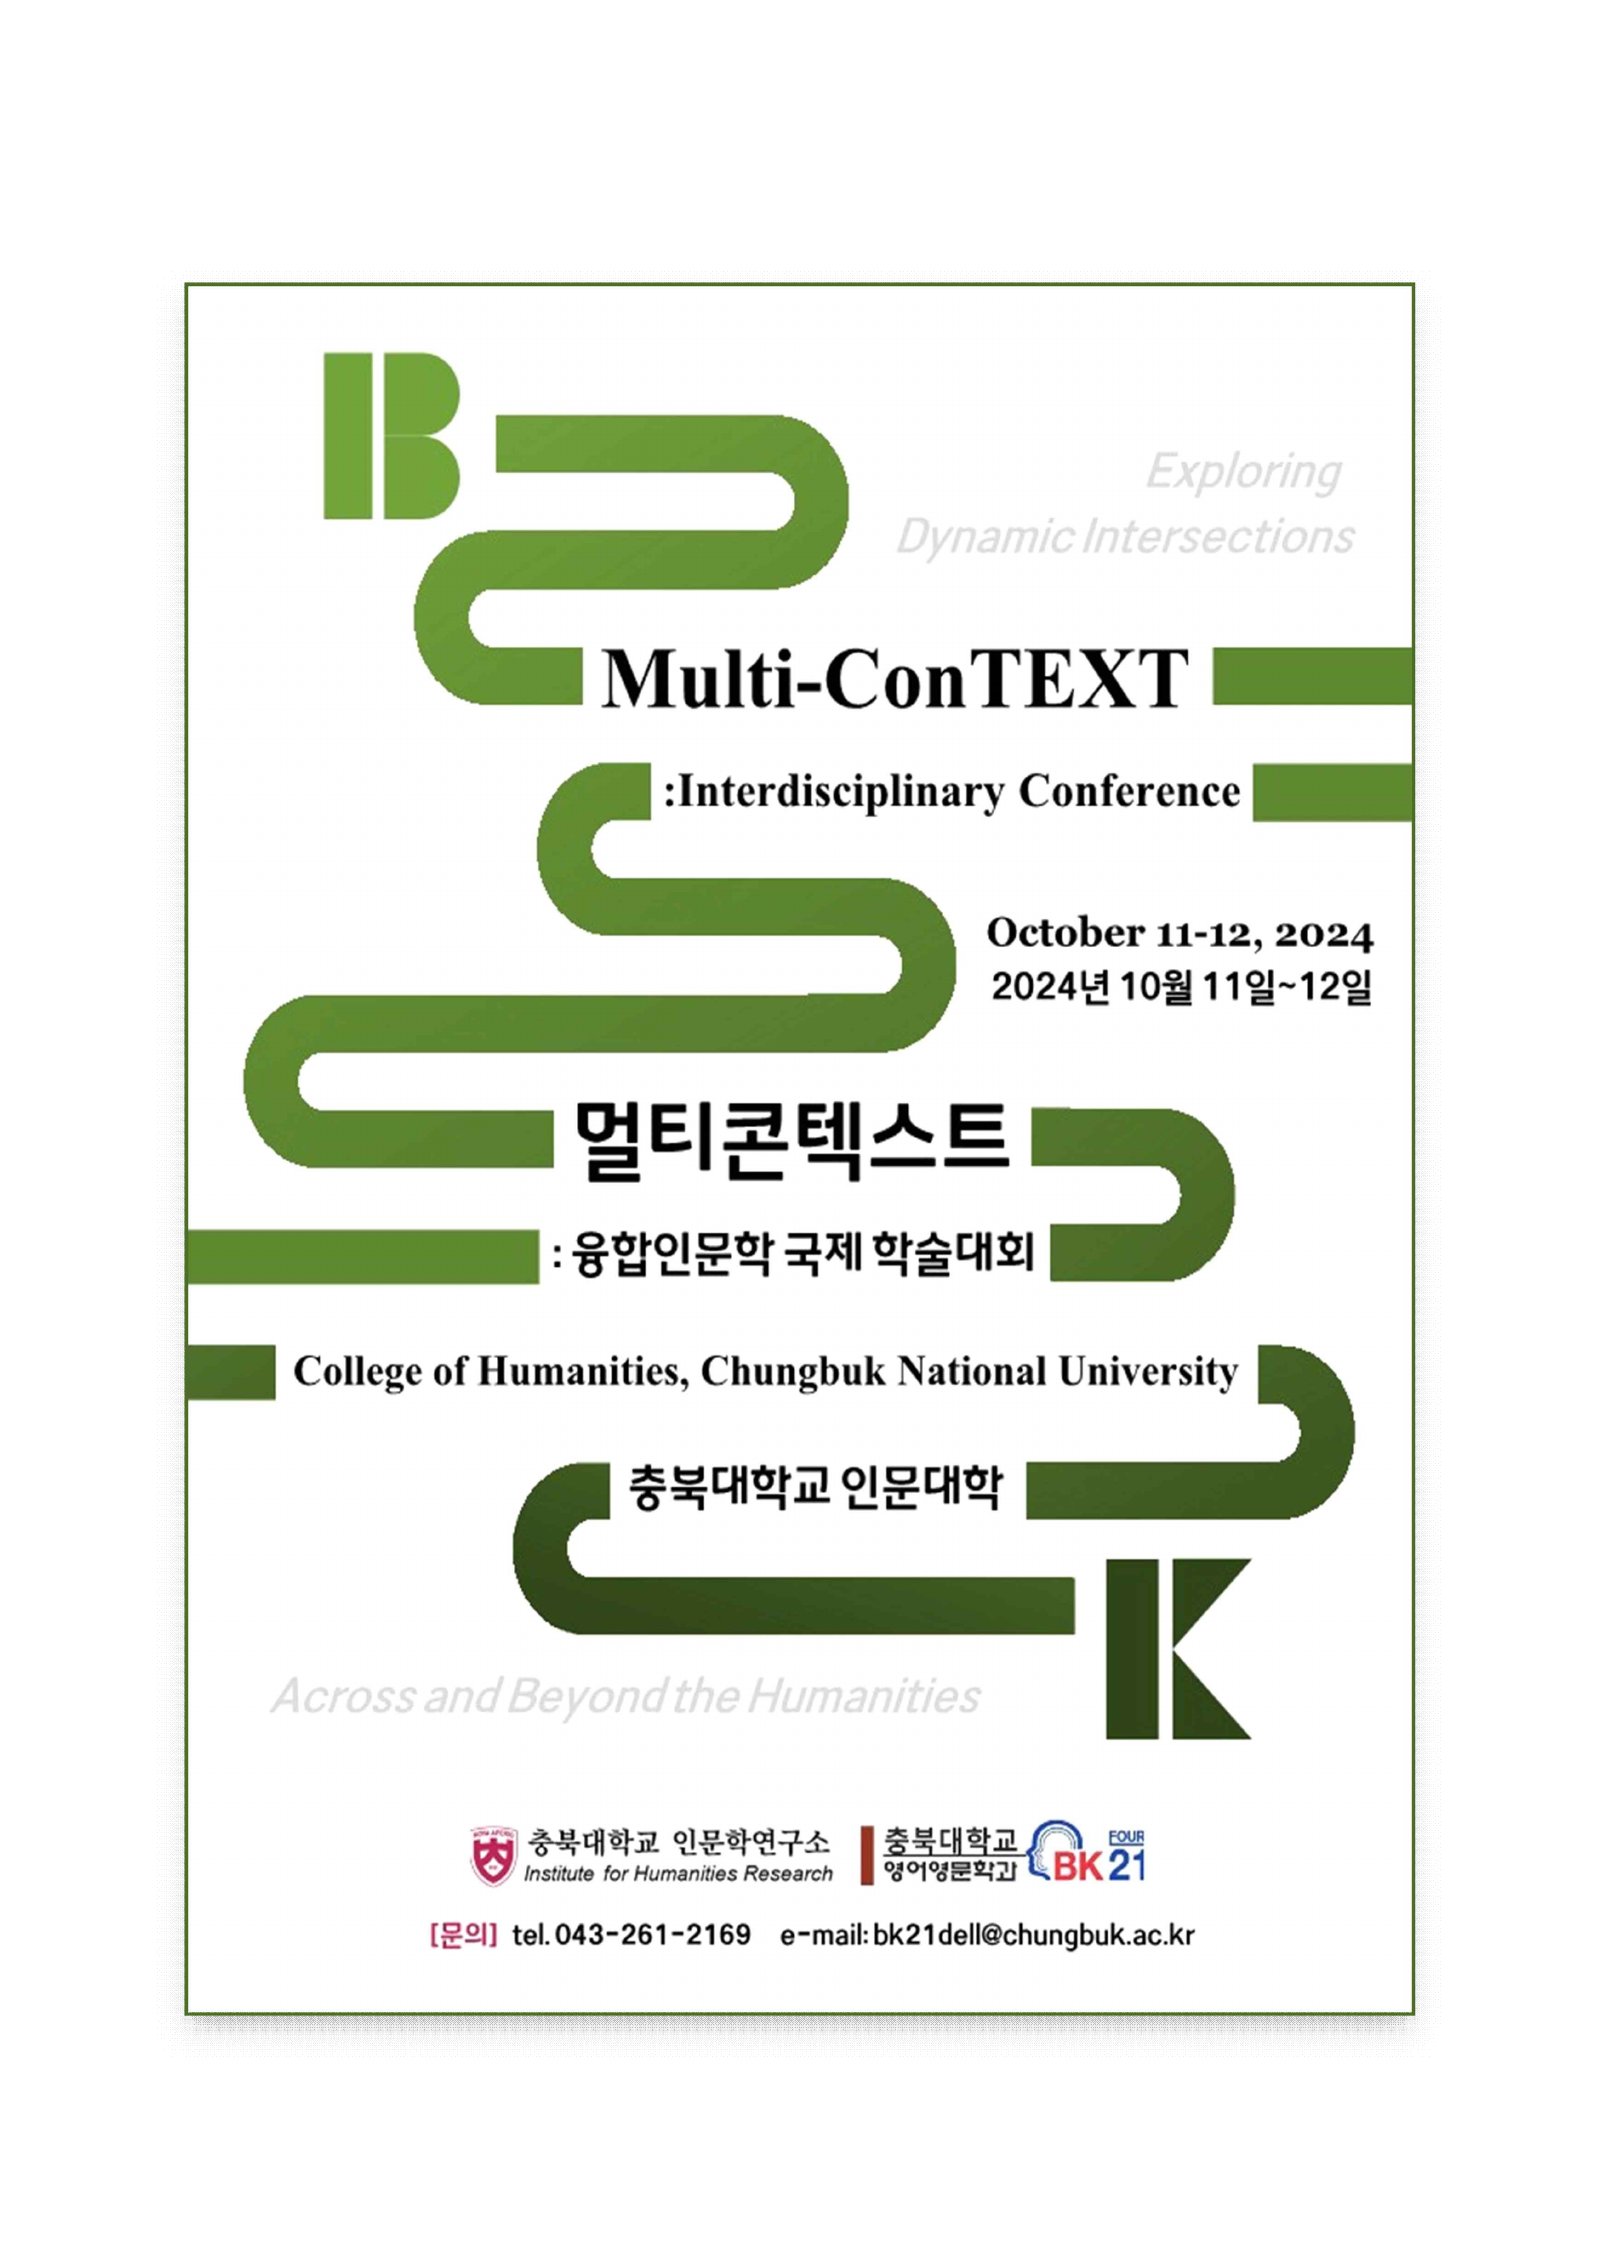 B
Exploring
Dynamic Intersections
Multi-ConTEXT
:Interdisciplinary Conference
October 11-12, 2024
2024년 10월 11일~12일
멀티콘텍스트
: 융합인문학 국제 학술대회
College of Humanities, Chungbuk National University
충북대학교 인문대학
K
Across and Beyond the Humanities
충북대학교 인문학연구소
Institute for Humanities Research
충북대학교
영어영문학과
FOUR
BK 21
[문의] tel. 043-261-2169 e-mail: bk21dell@chungbuk.ac.kr